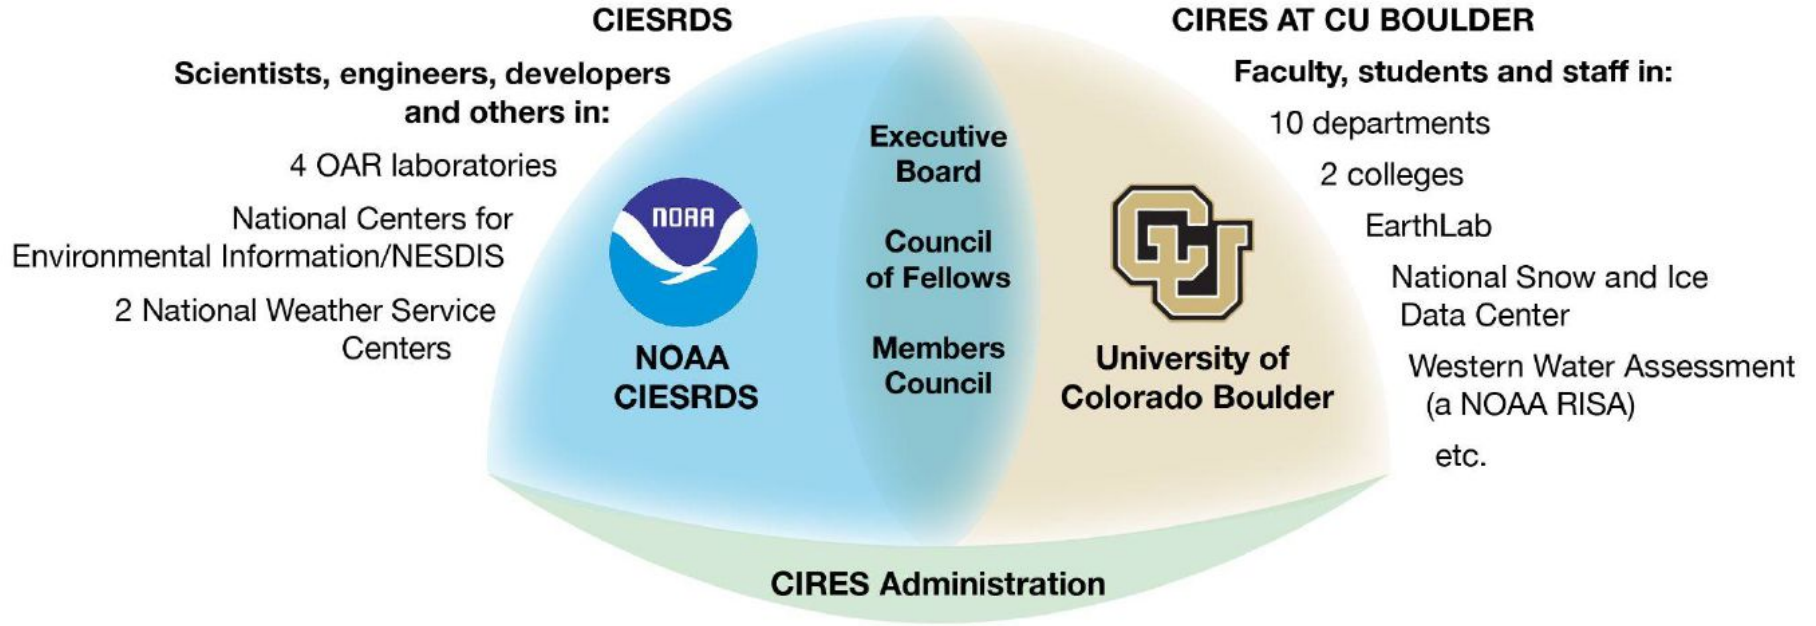 CIESRDS
Scientists, engineers, developers
and others in:
4 OAR laboratories
National Centers for
Environmental Information/NESDIS
2 National Weather Service
Centers
NOAA
NOAA
CIESRDS
Executive
Board
Council
of Fellows
Members
Council
CU
University of
Colorado Boulder
CIRES AT CU BOULDER
Faculty, students and staff in:
10 departments
2 colleges
EarthLab
National Snow and Ice
Data Center
Western Water Assessment
(a NOAA RISA)
etc.
CIRES Administration